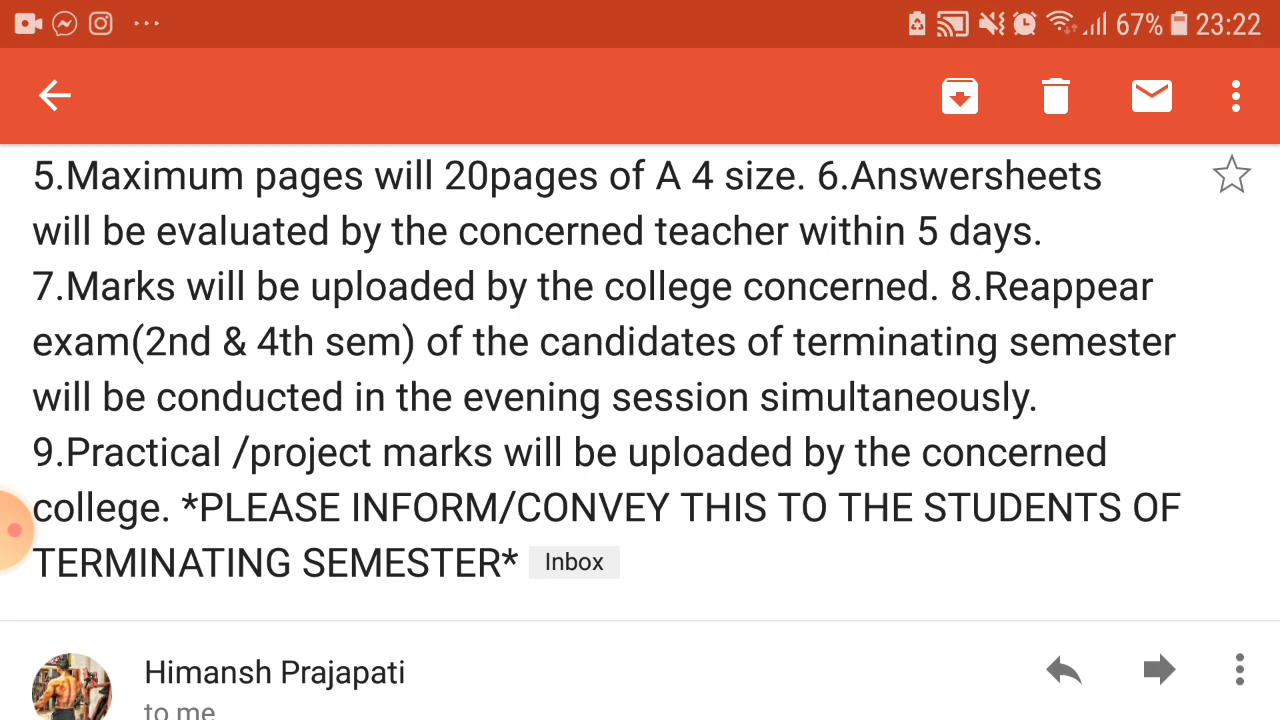 67% 23:22
5.Maximum pages will 20pages of A 4 size. 6.Answersheets
will be evaluated by the concerned teacher within 5 days.
7.Marks will be uploaded by the college concerned. 8.Reappear
exam(2nd & 4th sem) of the candidates of terminating semester
will be conducted in the evening session simultaneously.
9.Practical /project marks will be uploaded by the concerned
college. *PLEASE INFORM/CONVEY THIS TO THE STUDENTS OF
TERMINATING SEMESTER* Inbox
Himansh Prajapati
to me